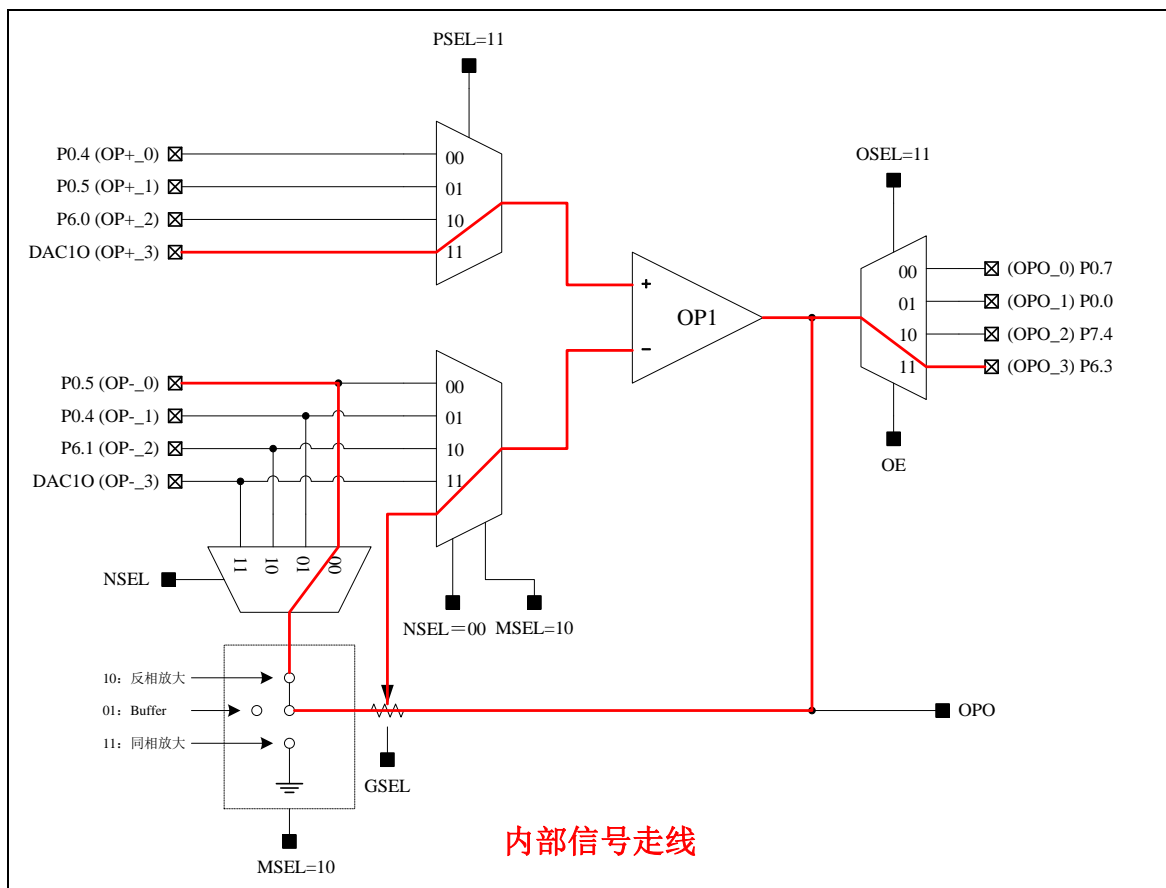 PSEL=11
P0.4 (OP+_0)
P0.5 (OP+_1)
P6.0 (OP+_2)
DAC1O (OP+_3)
00
01
10
11
OSEL=11
00
01
10
11
(OPO_0) P0.7
(OPO_1) P0.0
(OPO_2) P7.4
(OPO_3) P6.3
OE
+
OP1
−
P0.5 (OP-_0)
P0.4 (OP-_1)
P6.1 (OP-_2)
DAC1O (OP-_3)
00
01
10
11
11
10
01
00
NSEL
NSEL=00
MSEL=10
10：反相放大
01：Buffer
11：同相放大
GSEL
OPO
MSEL=10
内部信号走线